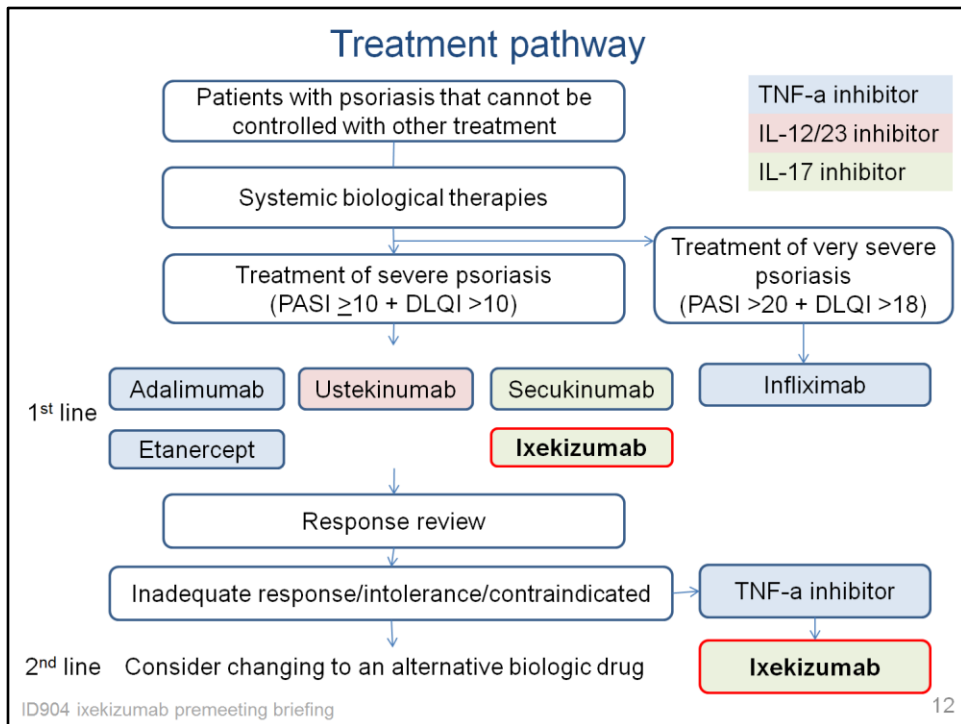 Treatment pathway
Patients with psoriasis that cannot be
controlled with other treatment
TNF-a inhibitor
IL-12/23 inhibitor
IL-17 inhibitor
Systemic biological therapies
Treatment of severe psoriasis
(PASI ≥10 + DLQI >10)
Treatment of very severe
psoriasis
(PASI >20 + DLQI >18)
1st line
Adalimumab
Ustekinumab
Secukinumab
Infliximab
Etanercept
Ixekizumab
Response review
Inadequate response/intolerance/contraindicated
TNF-a inhibitor
2nd line
Consider changing to an alternative biologic drug
Ixekizumab
ID904 ixekizumab premeeting briefing
12